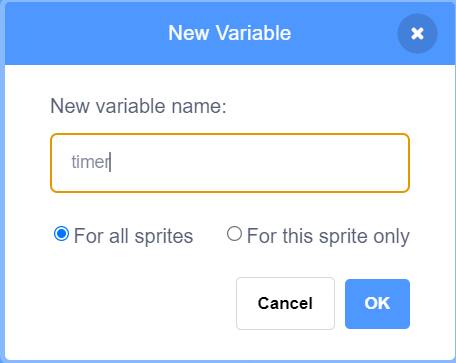 New Variable
New variable name:
timer
For all sprites For this sprite only
Cancel OK